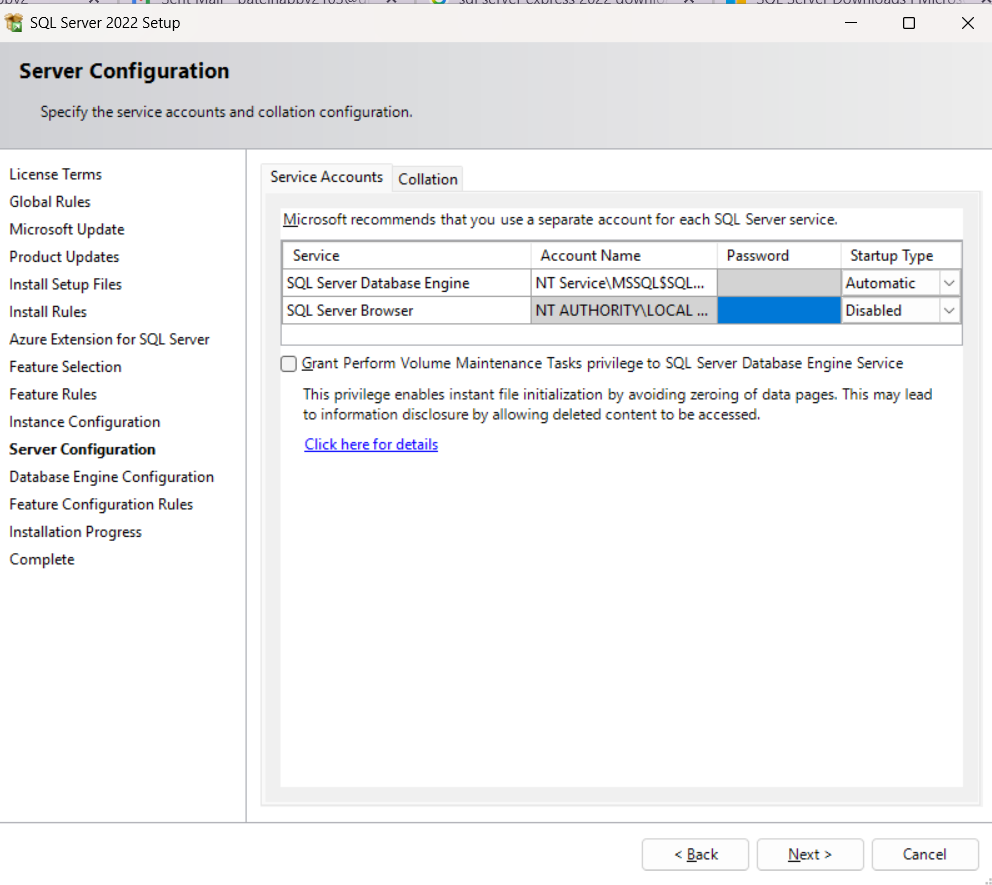 SQL Server 2022 Setup
Server Configuration
Specify the service accounts and collation configuration.
License Terms
Global Rules
Microsoft Update
Product Updates
Install Setup Files
Install Rules
Azure Extension for SQL Server
Feature Selection
Feature Rules
Instance Configuration
Server Configuration
Database Engine Configuration
Feature Configuration Rules
Installation Progress
Complete
Service Accounts Collation
Microsoft recommends that you use a separate account for each SQL Server service.
Service Account Name Password Startup Type
SQL Server Database Engine NT Service\MSSQL$SQL... Automatic
SQL Server Browser NT AUTHORITY\LOCAL ... Disabled
Grant Perform Volume Maintenance Tasks privilege to SQL Server Database Engine Service
This privilege enables instant file initialization by avoiding zeroing of data pages. This may lead
to information disclosure by allowing deleted content to be accessed.
Click here for details
< Back Next > Cancel